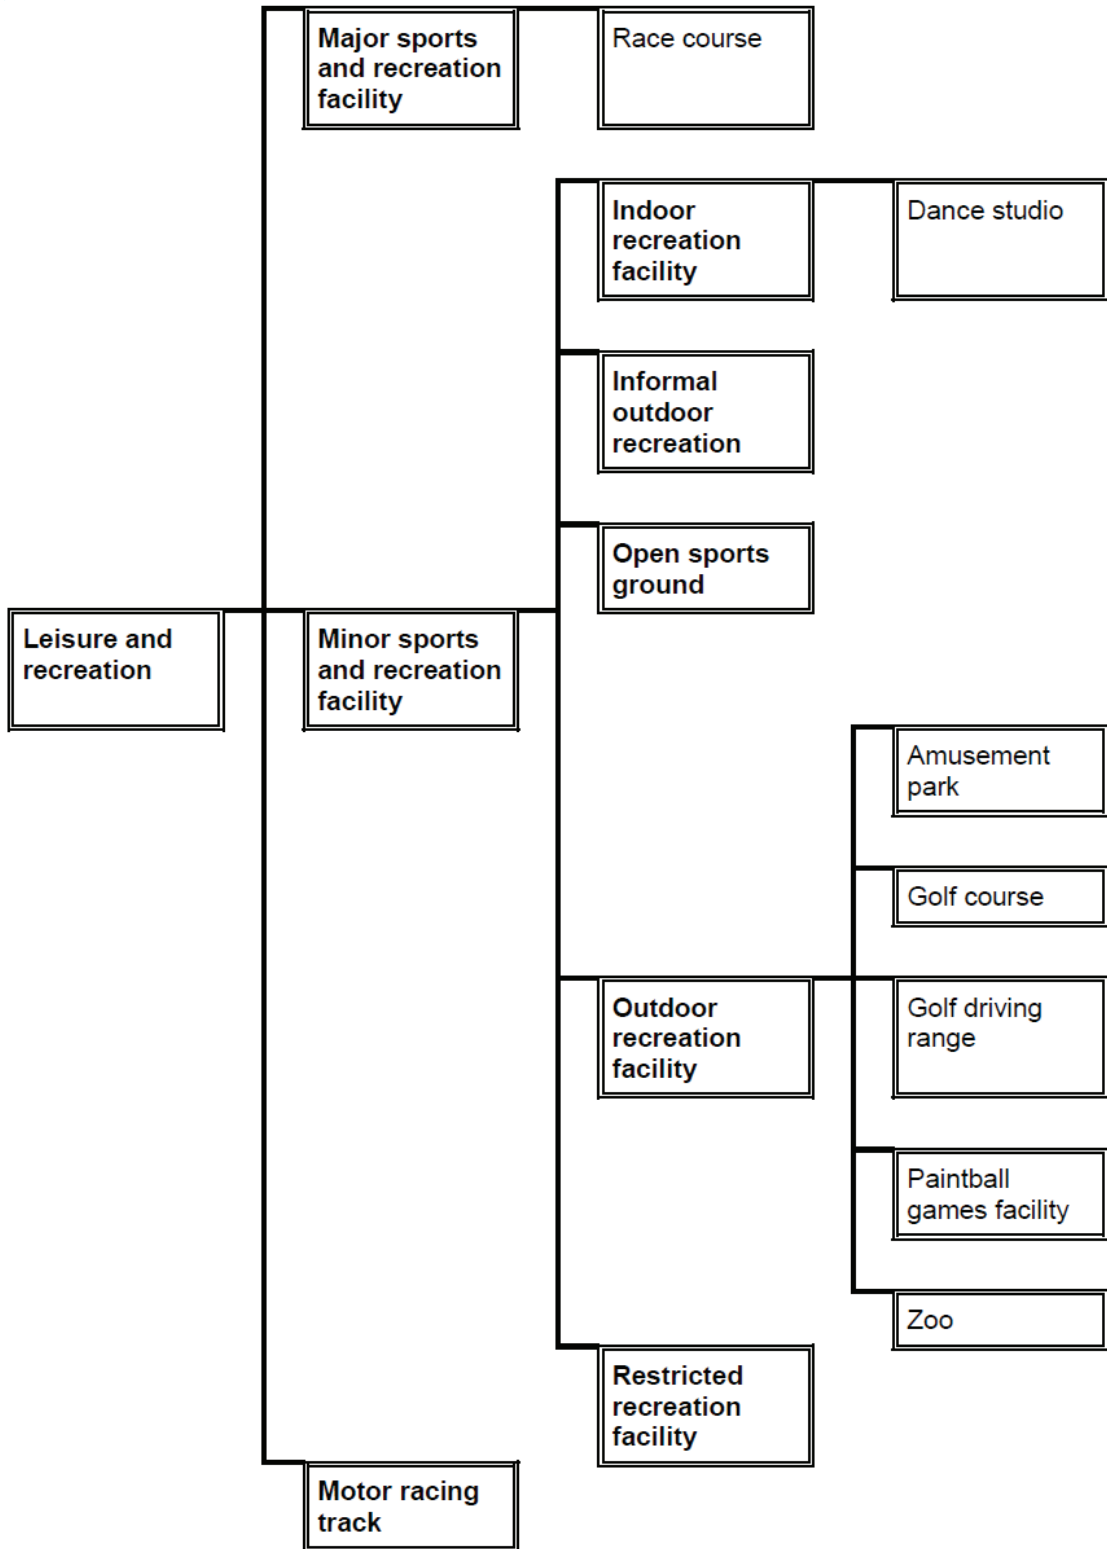 Major sports
and recreation
facility
Race course
Indoor
recreation
facility
Dance studio
Informal
outdoor
recreation
Open sports
ground
Leisure and
recreation
Minor sports
and recreation
facility
Amusement
park
Golf course
Outdoor
recreation
facility
Golf driving
range
Paintball
games facility
Zoo
Restricted
recreation
facility
Motor racing
track